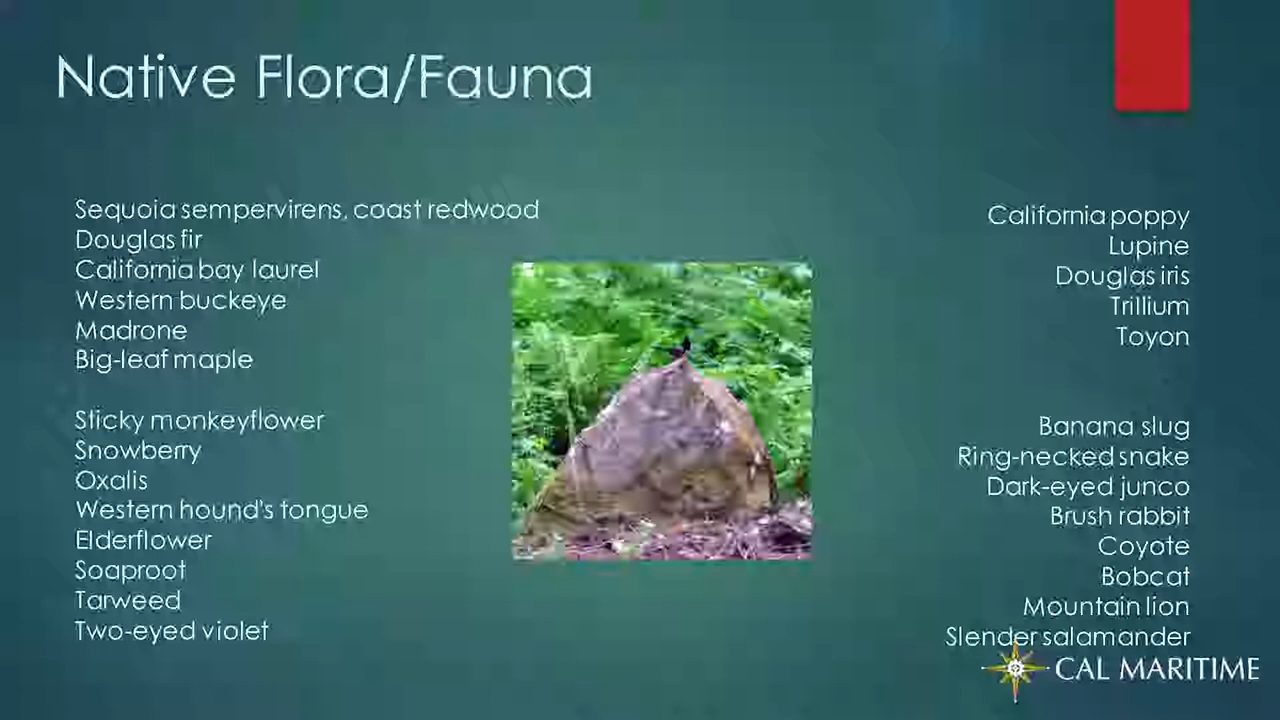 Native Flora/Fauna
Sequoia sempervirens, coast redwood
Douglas fir
California bay laurel
Western buckeye
Madrone
Big-leaf maple
Sticky monkeyflower
Snowberry
Oxalis
Western hound's tongue
Elderflower
Soaproot
Tarweed
Two-eyed violet
California poppy
Lupine
Douglas iris
Trillium
Toyon
Banana slug
Ring-necked snake
Dark-eyed junco
Brush rabbit
Coyote
Bobcat
Mountain lion
Slender salamander
CAL MARITIME